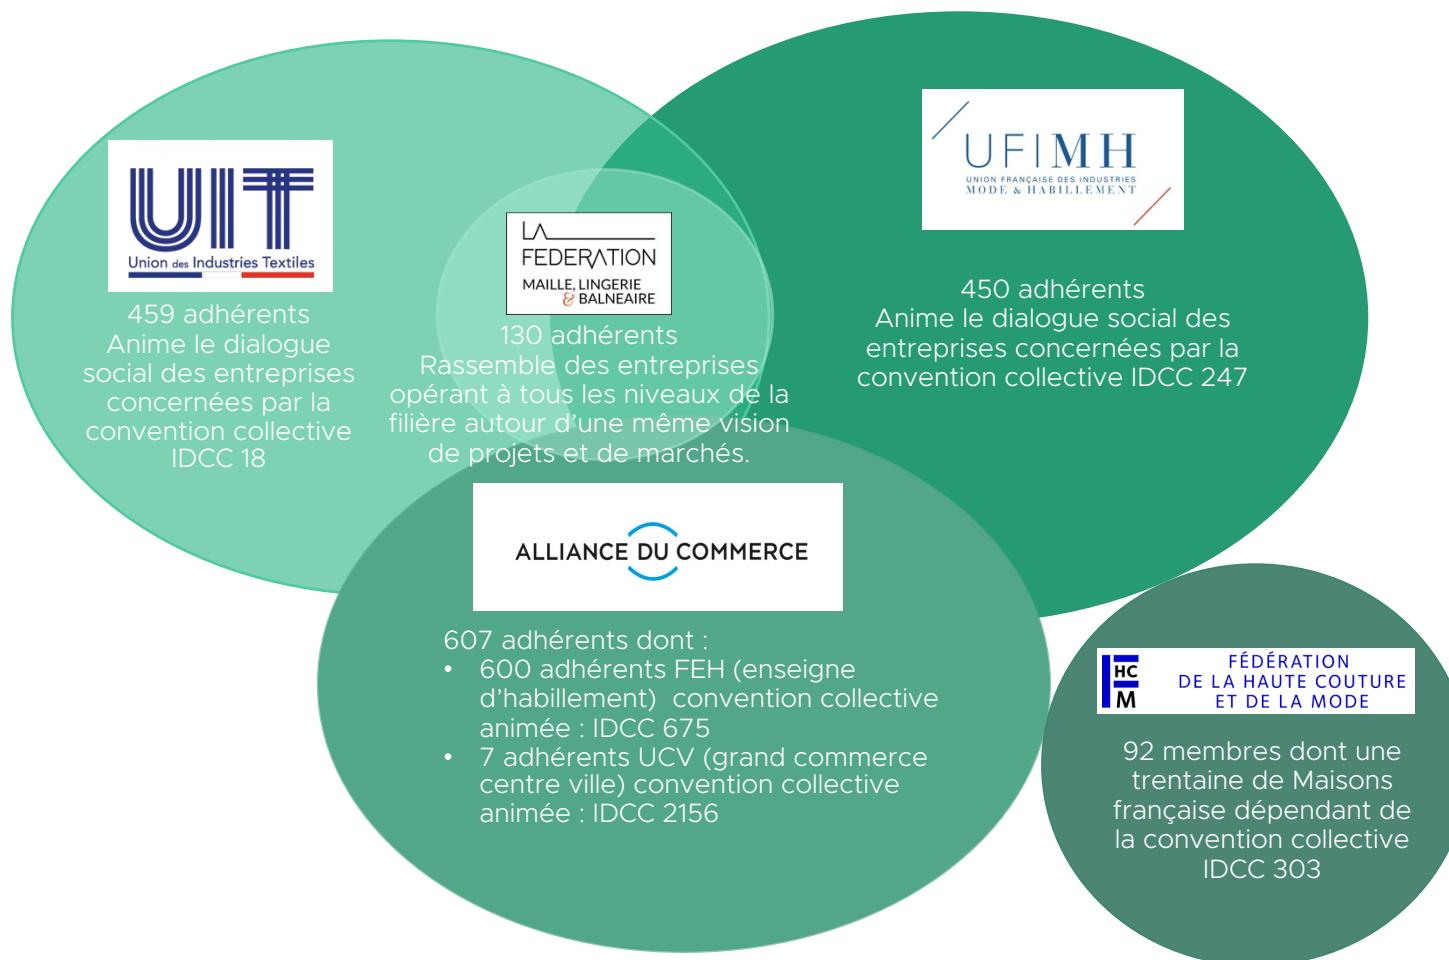 UIT
Union des Industries Textiles
459 adhérents
Anime le dialogue
social des entreprises
concernées par la
convention collective
IDCC 18
LA
FEDERATION
MAILLE, LINGERIE
& BALNEAIRE
130 adhérents
Rassemble des entreprises
opérant à tous les niveaux de la
filière autour d'une même vision
de projets et de marchés.
UFIMH
UNION FRANÇAISE DES INDUSTRIES
MODE & HABILLEMENT
450 adhérents
Anime le dialogue social des
entreprises concernées par la
convention collective IDCC 247
ALLIANCE DU COMMERCE
607 adhérents dont :
• 600 adhérents FEH (enseigne
d'habillement) convention collective
animée : IDCC 675
• 7 adhérents UCV (grand commerce
centre ville) convention collective
animée : IDCC 2156
HC
M
FÉDÉRATION
DE LA HAUTE COUTURE
ET DE LA MODE
92 membres dont une
trentaine de Maisons
française dépendant de
la convention collective
IDCC 303